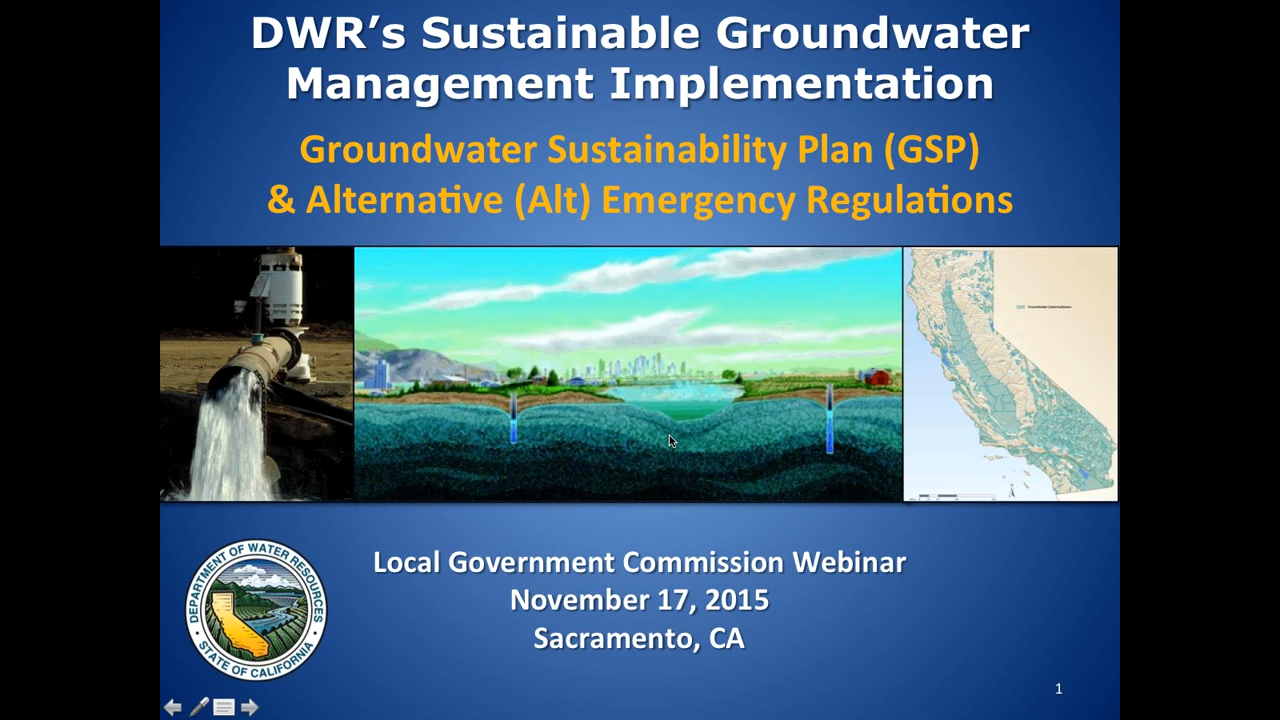 DWR’s Sustainable Groundwater
Management Implementation
Groundwater Sustainability Plan (GSP)
& Alternative (Alt) Emergency Regulations
DEPARTMENT OF WATER RESOURCES
• STATE OF CALIFORNIA •
Local Government Commission Webinar
November 17, 2015
Sacramento, CA
1